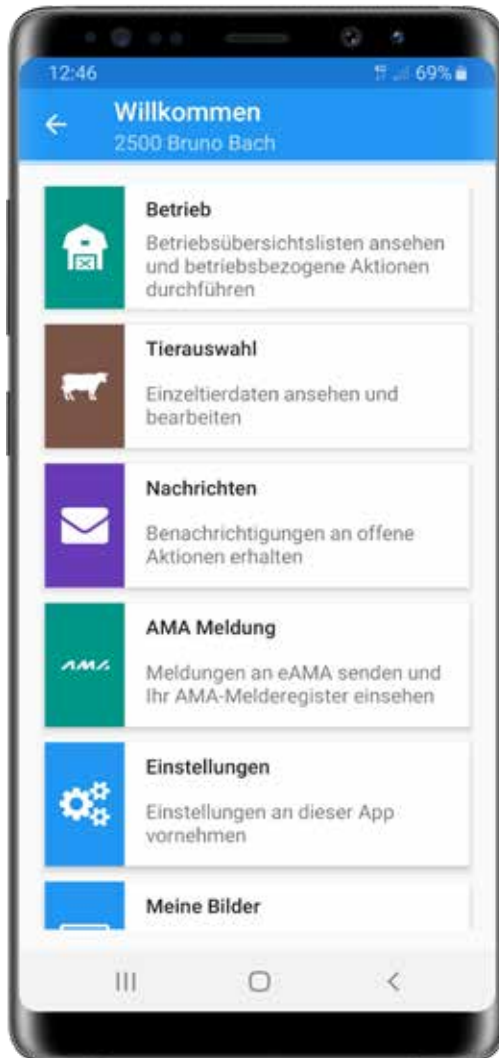 12:46
69%
Willkommen
2500 Bruno Bach
Betrieb
Betriebsübersichtslisten ansehen
und betriebsbezogene Aktionen
durchführen
Tierauswahl
Einzeltierdaten ansehen und
bearbeiten
Nachrichten
Benachrichtigungen an offene
Aktionen erhalten
AMA Meldung
AMA
Meldungen an eAMA senden und
Ihr AMA-Melderegister einsehen
Einstellungen
Einstellungen an dieser App
vornehmen
Meine Bilder